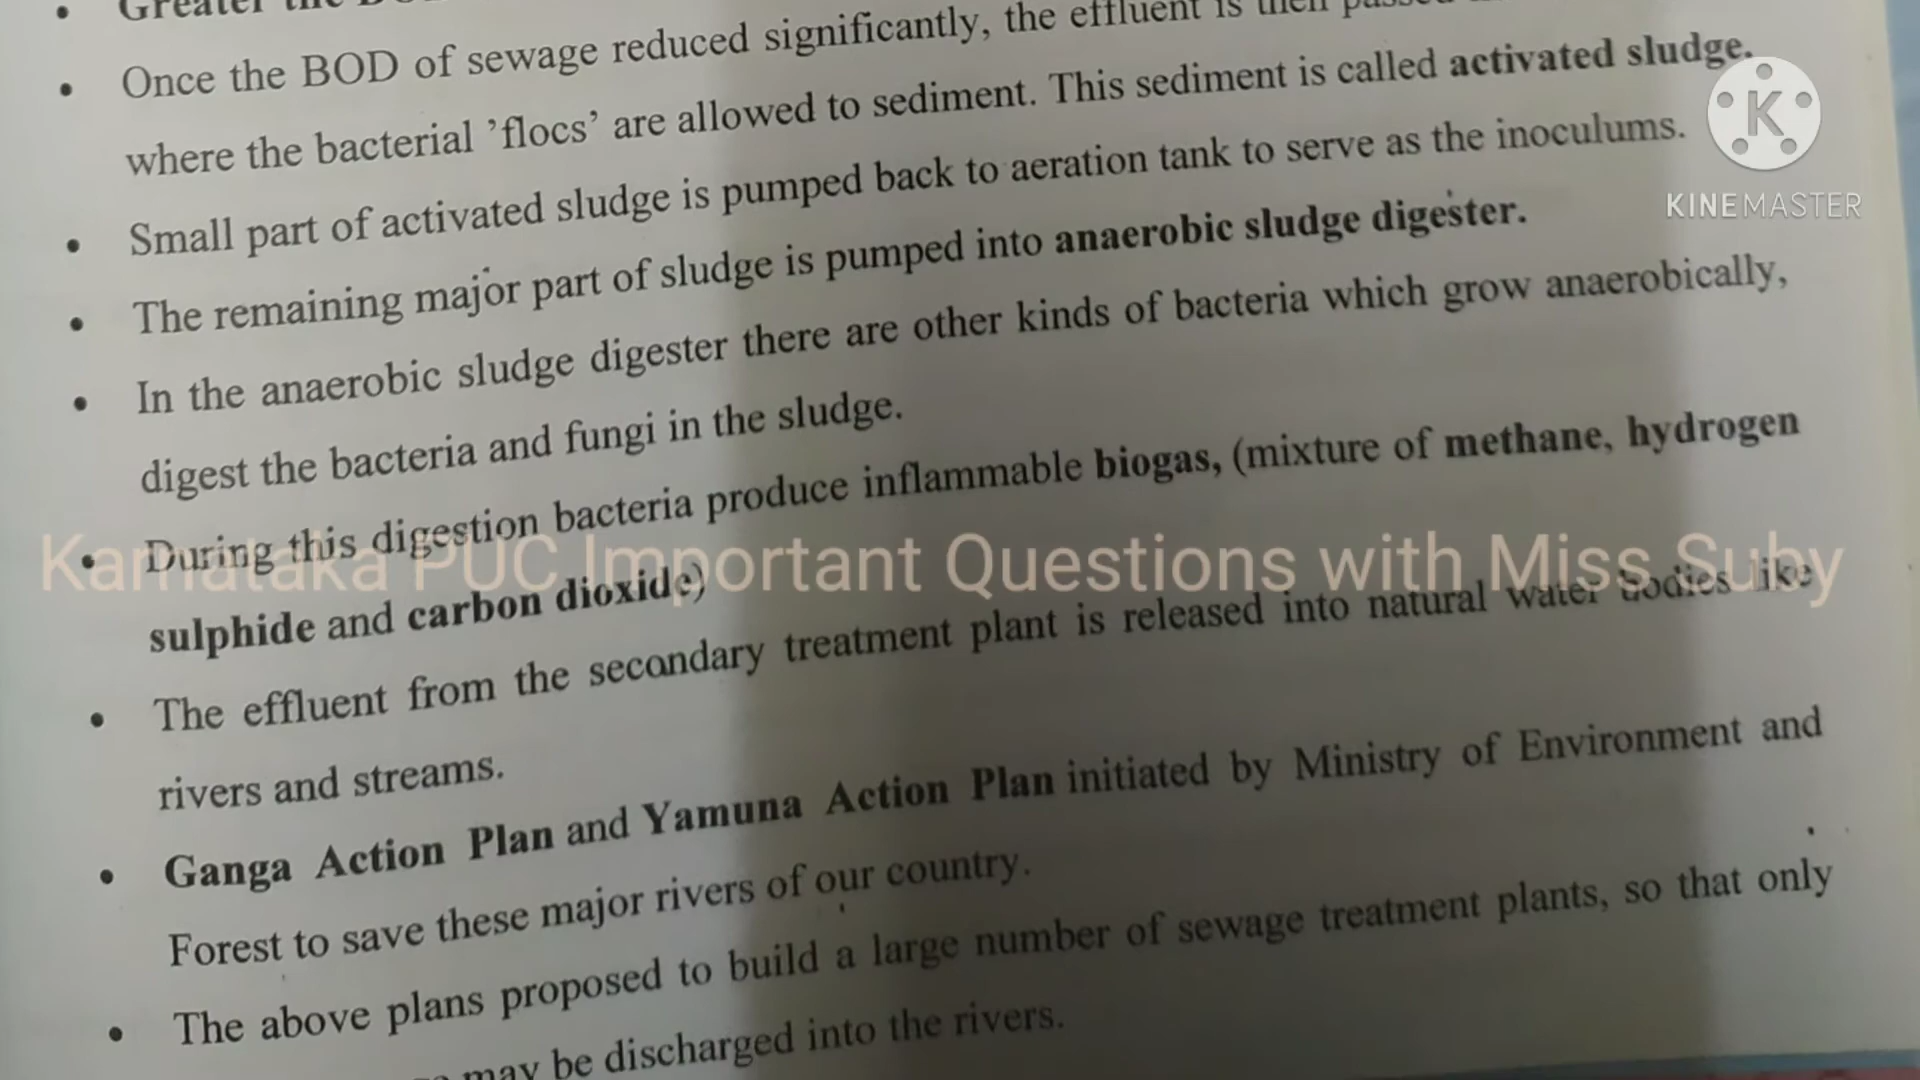 Greater the
Once the BOD of sewage reduced significantly, the effluent is then passed
where the bacterial ’flocs’ are allowed to sediment. This sediment is called activated sludge.
Small part of activated sludge is pumped back to aeration tank to serve as the inoculums.
The remaining major part of sludge is pumped into anaerobic sludge digester.
In the anaerobic sludge digester there are other kinds of bacteria which grow anaerobically,
digest the bacteria and fungi in the sludge.
During this digestion bacteria produce inflammable biogas, (mixture of methane, hydrogen
sulphide and carbon dioxide)
The effluent from the secondary treatment plant is released into natural water bodies like
rivers and streams.
Ganga Action Plan and Yamuna Action Plan initiated by Ministry of Environment and
Forest to save these major rivers of our country.
The above plans proposed to build a large number of sewage treatment plants, so that only
may be discharged into the rivers.
K
KINEMASTER
Karnataka PUC Important Questions with Miss Suby